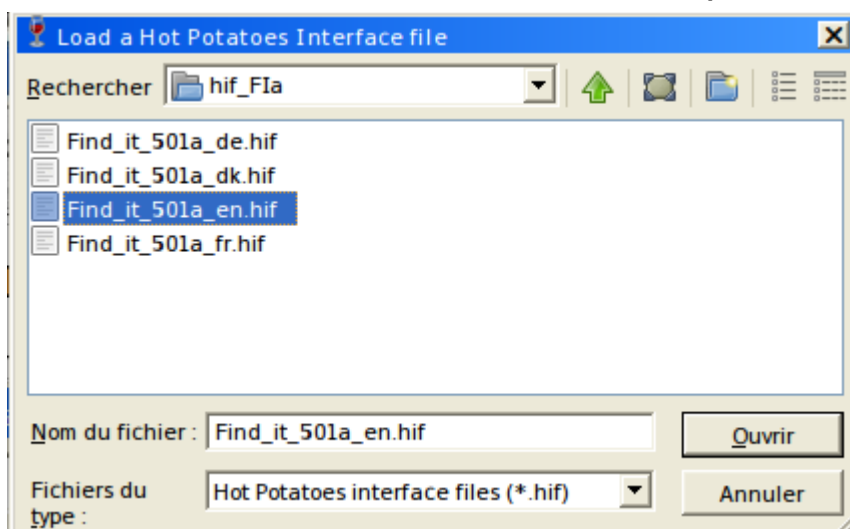 Load a Hot Potatoes Interface file
Rechercher hif_FIa
Find_it_501a_de.hif
Find_it_501a_dk.hif
Find_it_501a_en.hif
Find_it_501a_fr.hif
Nom du fichier : Find_it_501a_en.hif Ouvrir
Fichiers du type : Hot Potatoes interface files (*.hif) Annuler